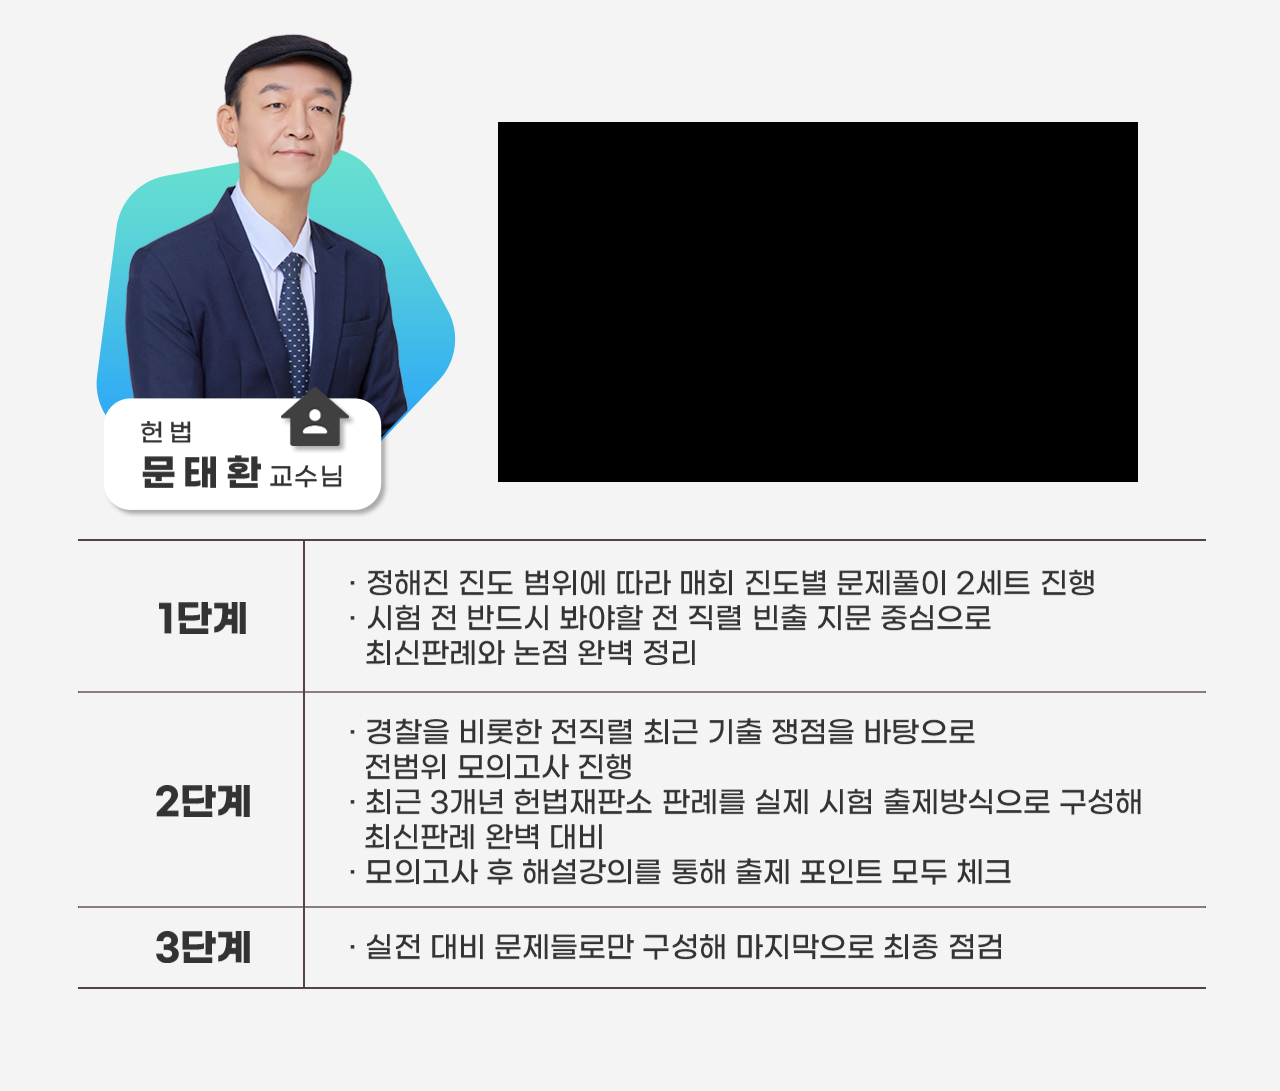 헌 법
문 태 환 교수님
1단계
· 정해진 진도 범위에 따라 매회 진도별 문제풀이 2세트 진행
· 시험 전 반드시 봐야할 전 직렬 빈출 지문 중심으로
최신판례와 논점 완벽 정리
2단계
· 경찰을 비롯한 전직렬 최근 기출 쟁점을 바탕으로
전범위 모의고사 진행
· 최근 3개년 헌법재판소 판례를 실제 시험 출제방식으로 구성해
최신판례 완벽 대비
· 모의고사 후 해설강의를 통해 출제 포인트 모두 체크
3단계
· 실전 대비 문제들로만 구성해 마지막으로 최종 점검